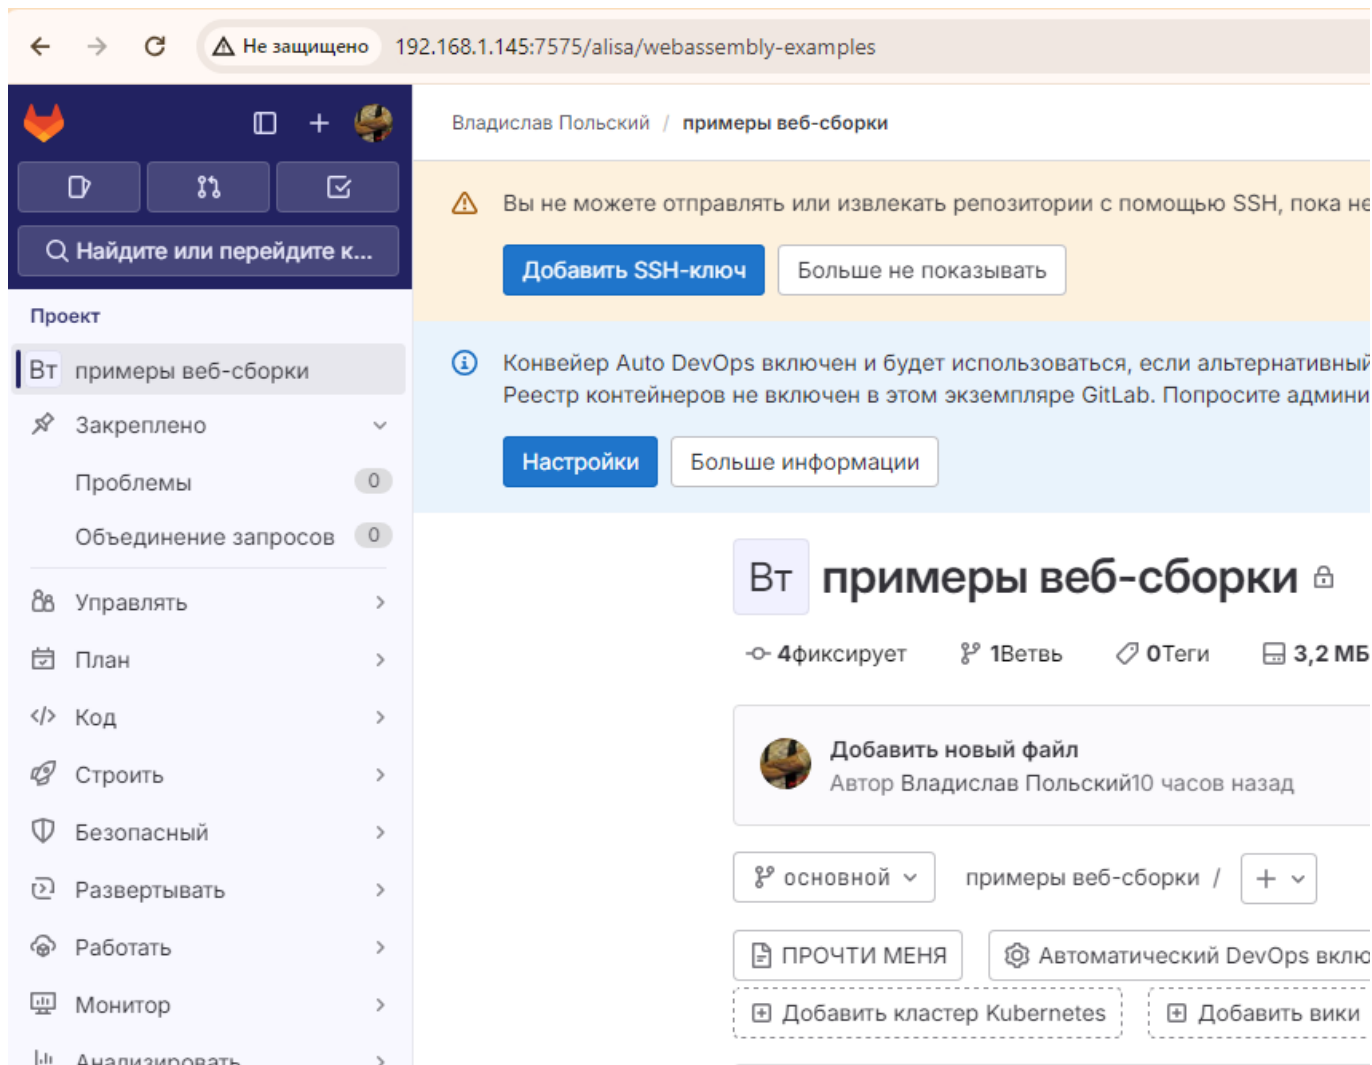 Не защищено 192.168.1.145:7575/alisa/webassembly-examples
Владислав Польский / примеры веб-сборки
Найдите или перейдите к...
Проект
Вт примеры веб-сборки
Закреплено
Проблемы 0
Объединение запросов 0
Управлять
План
Код
Строить
Безопасный
Развертывать
Работать
Монитор
Анализировать
Вы не можете отправлять или извлекать репозитории с помощью SSH, пока не
Добавить SSH-ключ Больше не показывать
Конвейер Auto DevOps включен и будет использоваться, если альтернативный
Реестр контейнеров не включен в этом экземпляре GitLab. Попросите админи
Настройки Больше информации
Вт примеры веб-сборки
4фиксирует 1Ветвь 0Теги 3,2 МБ
Добавить новый файл
Автор Владислав Польский10 часов назад
основной примеры веб-сборки /
ПРОЧТИ МЕНЯ Автоматический DevOps вклю
Добавить кластер Kubernetes Добавить вики